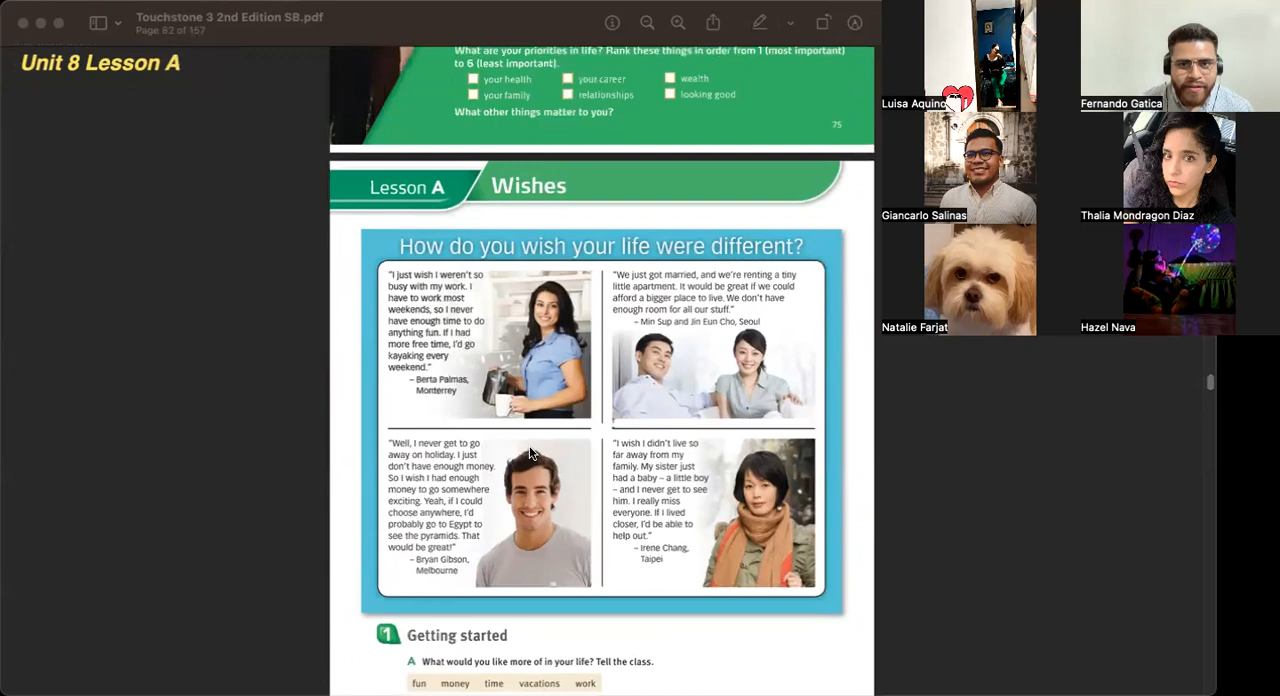 Touchstone 3 2nd Edition SB.pdf
Page 82 of 157
Unit 8 Lesson A
What are your priorities in life? Rank these things in order from 1 (most important)
to 6 (least important).
your health your career wealth
your family relationships looking good
What other things matter to you?
75
Lesson A Wishes
How do you wish your life were different?
"I just wish I weren't so
busy with my work. I
have to work most
weekends, so I never
have enough time to do
anything fun. If I had
more free time, I'd go
kayaking every
weekend."
– Berta Palmas,
Monterrey
"We just got married, and we're renting a tiny
little apartment. It would be great if we could
afford a bigger place to live. We don't have
enough room for all our stuff."
– Min Sup and Jin Eun Cho, Seoul
"Well, I never get to go
away on holiday. I just
don't have enough money.
So I wish I had enough
money to go somewhere
exciting. Yeah, if I could
choose anywhere, I'd
probably go to Egypt to
see the pyramids. That
would be great!"
– Bryan Gibson,
Melbourne
"I wish I didn't live so
far away from my
family. My sister just
had a baby – a little boy
– and I never get to see
him. I really miss
everyone. If I lived
closer, I'd be able to
help out."
– Irene Chang,
Taipei
1 Getting started
A What would you like more of in your life? Tell the class.
fun money time vacations work
Luisa Aquino
Fernando Gatica
Giancarlo Salinas
Thalia Mondragon Diaz
Natalie Farjat
Hazel Nava